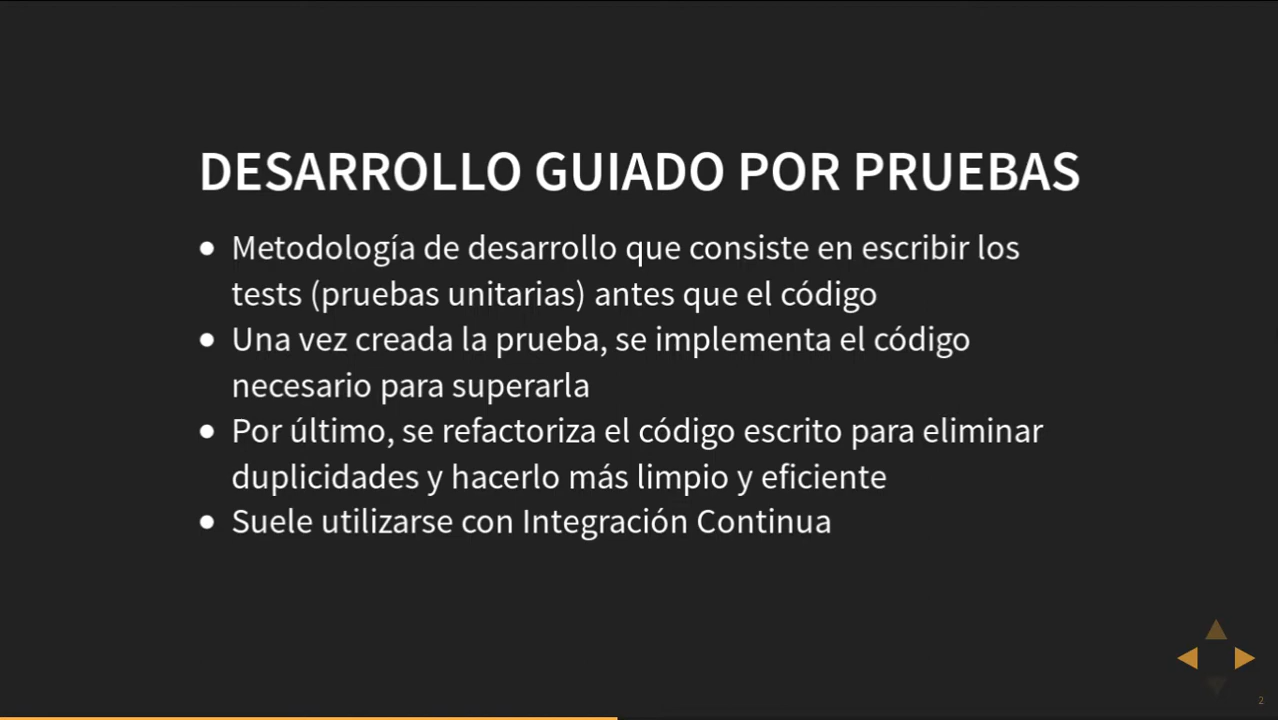 DESARROLLO GUIADO POR PRUEBAS
• Metodología de desarrollo que consiste en escribir los
tests (pruebas unitarias) antes que el código
• Una vez creada la prueba, se implementa el código
necesario para superarla
• Por último, se refactoriza el código escrito para eliminar
duplicidades y hacerlo más limpio y eficiente
• Suele utilizarse con Integración Continua
2